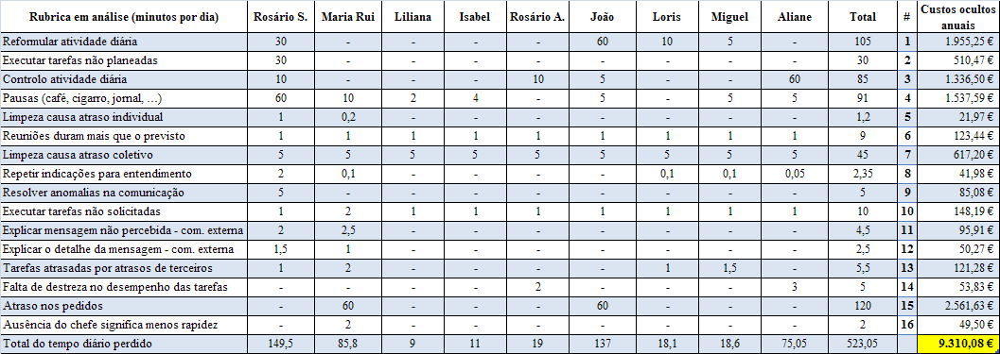 Rubrica em análise (minutos por dia) Rosário S. Maria Rui Liliana Isabel Rosário A. João Loris Miguel Aliane Total # Custos ocultos anuais
Reformular atividade diária 30 - - - - 60 10 5 - 105 1 1.955,25 €
Executar tarefas não planeadas 30 - - - - - - - - 30 2 510,47 €
Controlo atividade diária 10 - - - 10 5 - - 60 85 3 1.336,50 €
Pausas (café, cigarro, jornal, …) 60 10 2 4 - 5 - 5 5 91 4 1.537,59 €
Limpeza causa atraso individual 1 0,2 - - - - - - - 1,2 5 21,97 €
Reuniões duram mais que o previsto 1 1 1 1 1 1 1 1 1 9 6 123,44 €
Limpeza causa atraso coletivo 5 5 5 5 5 5 5 5 5 45 7 617,20 €
Repetir indicações para entendimento 2 0,1 - - - - 0,1 0,1 0,05 2,35 8 41,98 €
Resolver anomalias na comunicação 5 - - - - - - - - 5 9 85,08 €
Executar tarefas não solicitadas 1 2 1 1 1 1 1 1 1 10 10 148,19 €
Explicar mensagem não percebida - com. externa 2 2,5 - - - - - - - 4,5 11 95,91 €
Explicar o detalhe da mensagem - com. externa 1,5 1 - - - - - - - 2,5 12 50,27 €
Tarefas atrasadas por atrasos de terceiros 1 2 - - - - 1 1,5 - 5,5 13 121,28 €
Falta de destreza no desempenho das tarefas - - - - 2 - - - 3 5 14 53,83 €
Atraso nos pedidos - 60 - - - 60 - - - 120 15 2.561,63 €
Ausência do chefe significa menos rapidez - 2 - - - - - - - 2 16 49,50 €
Total do tempo diário perdido 149,5 85,8 9 11 19 137 18,1 18,6 75,05 523,05 9.310,08 €